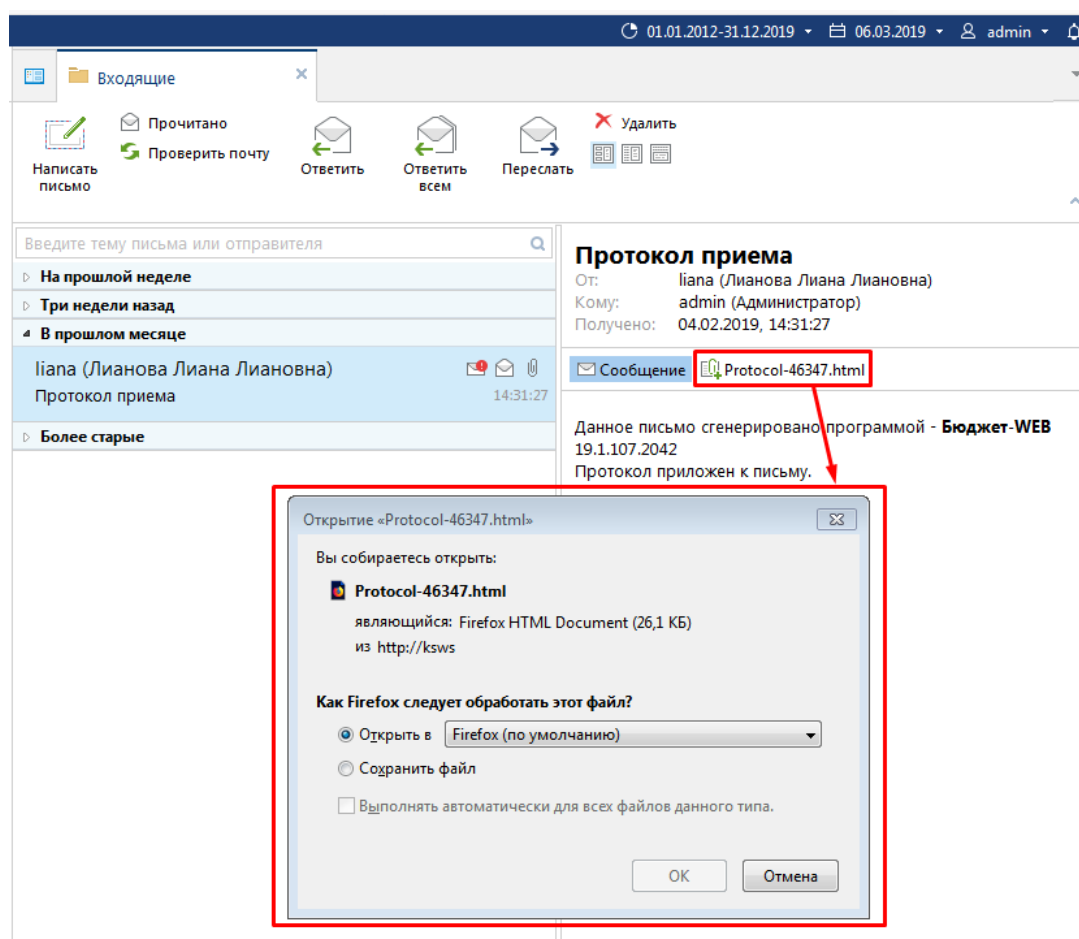 01.01.2012-31.12.2019 06.03.2019 admin
Входящие
Прочитано
Проверить почту
Написать
письмо
Ответить
Ответить
всем
Переслать
Удалить
Введите тему письма или отправителя
На прошлой неделе
Три недели назад
В прошлом месяце
liana (Лианова Лиана Лиановна)
Протокол приема 14:31:27
Более старые
Протокол приема
От: liana (Лианова Лиана Лиановна)
Кому: admin (Администратор)
Получено: 04.02.2019, 14:31:27
Сообщение Protocol-46347.html
Данное письмо сгенерировано программой - Бюджет-WEB
19.1.107.2042
Протокол приложен к письму.
Открытие «Protocol-46347.html»
Вы собираетесь открыть:
Protocol-46347.html
являющийся: Firefox HTML Document (26,1 КБ)
из http://ksws
Как Firefox следует обработать этот файл?
Открыть в Firefox (по умолчанию)
Сохранить файл
Выполнять автоматически для всех файлов данного типа.
OK Отмена